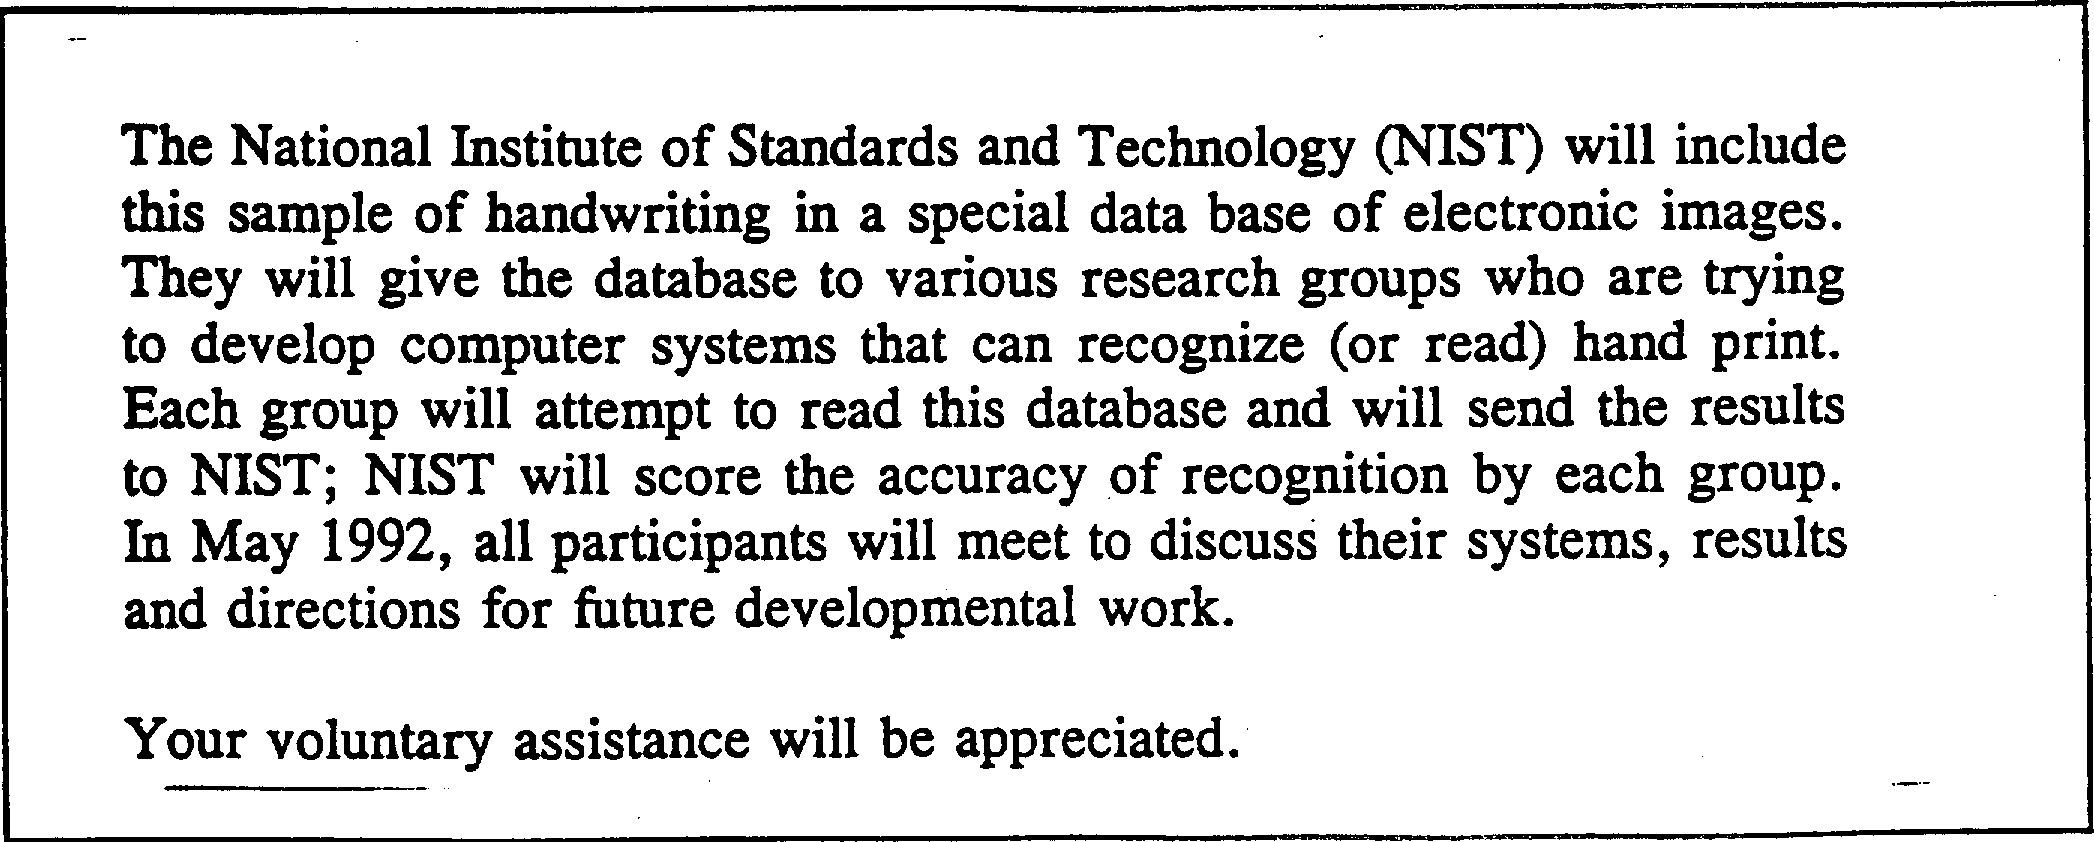 The National Institute of Standards and Technology (NIST) will include
this sample of handwriting in a special data base of electronic images.
They will give the database to various research groups who are trying
to develop computer systems that can recognize (or read) hand print.
Each group will attempt to read this database and will send the results
to NIST; NIST will score the accuracy of recognition by each group.
In May 1992, all participants will meet to discuss their systems, results
and directions for future developmental work.
Your voluntary assistance will be appreciated.